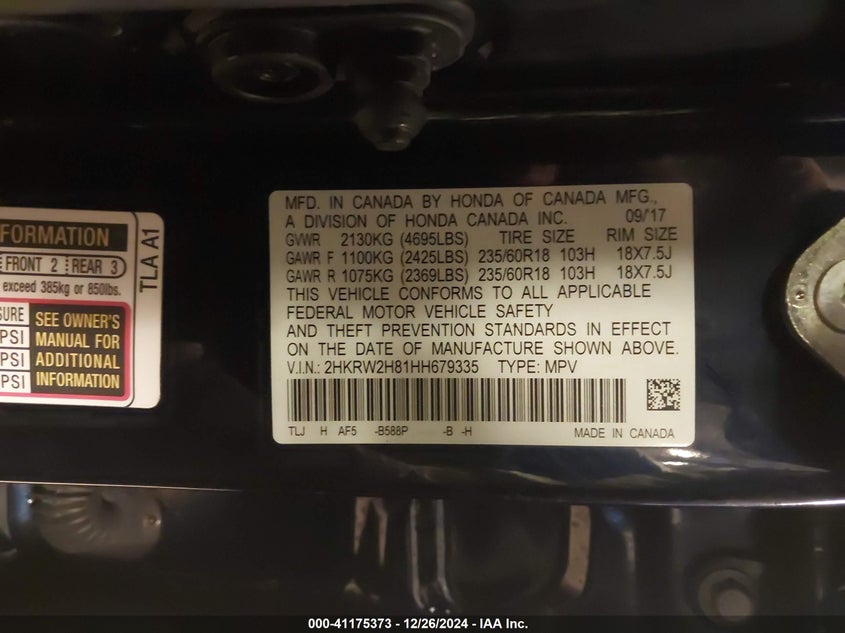 FORMATION
FRONT 2 REAR 3
exceed 385kg or 850lbs.
SURE
PSI
PSI
PSI
SEE OWNER'S
MANUAL FOR
ADDITIONAL
INFORMATION
TLA A1
MFD. IN CANADA BY HONDA OF CANADA MFG.,
A DIVISION OF HONDA CANADA INC. 09/17
GVWR 2130KG (4695LBS) TIRE SIZE RIM SIZE
GAWR F 1100KG (2425LBS) 235/60R18 103H 18X7.5J
GAWR R 1075KG (2369LBS) 235/60R18 103H 18X7.5J
THIS VEHICLE CONFORMS TO ALL APPLICABLE
FEDERAL MOTOR VEHICLE SAFETY
AND THEFT PREVENTION STANDARDS IN EFFECT
ON THE DATE OF MANUFACTURE SHOWN ABOVE.
V.I.N.: 2HKRW2H81HH679335 TYPE: MPV
TLJ H AF5 -B588P -B -H MADE IN CANADA
000-41175373 - 12/26/2024 - IAA Inc.